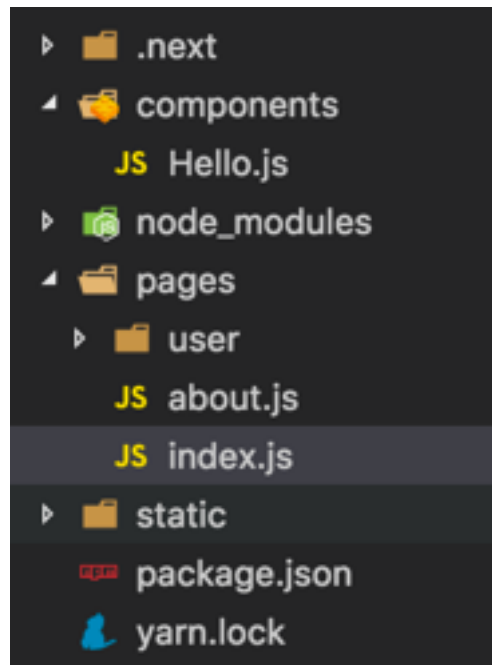 .next
components
JS Hello.js
node_modules
pages
user
JS about.js
JS index.js
static
package.json
yarn.lock